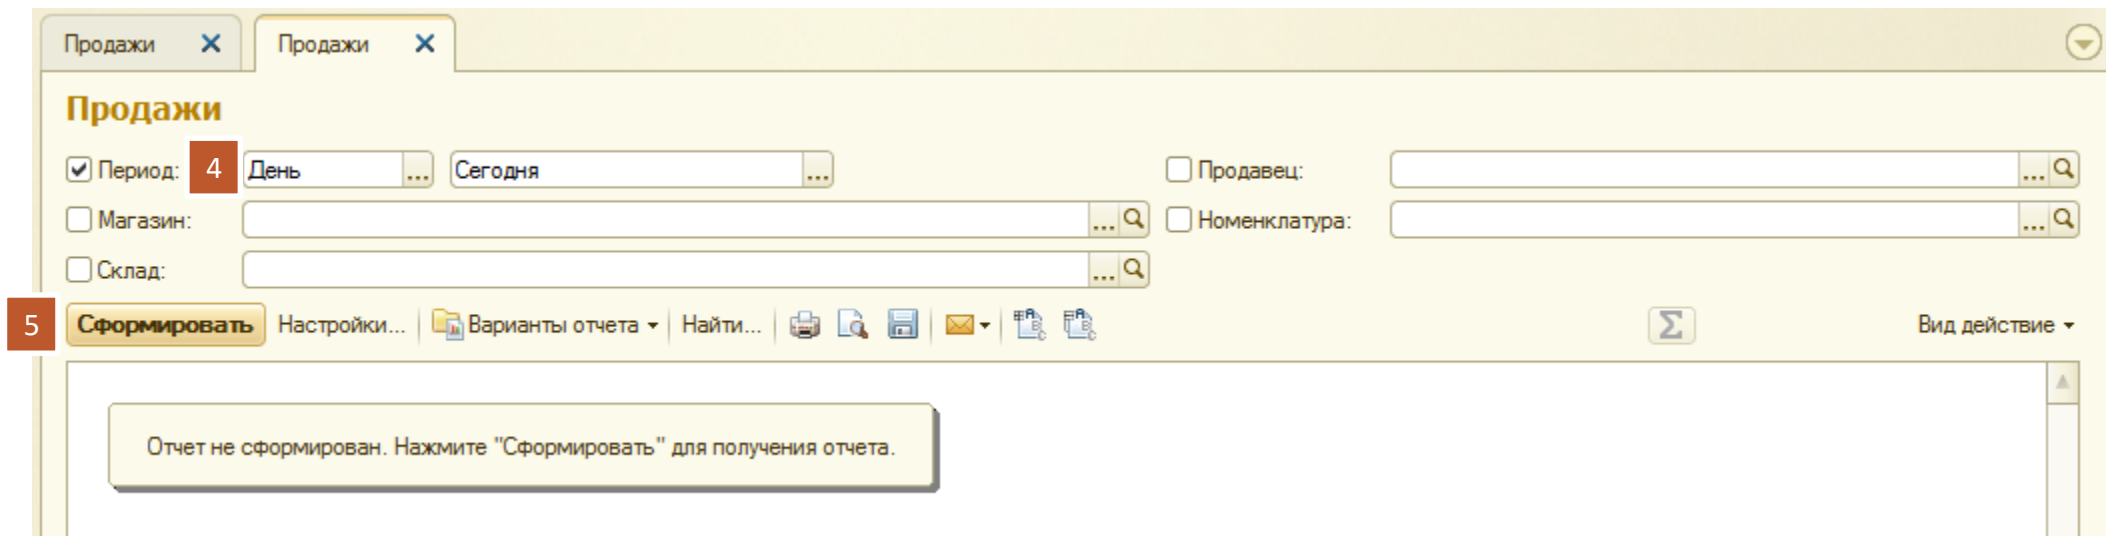 Продажи Продажи
Продажи
Период: 4 День ... Сегодня ... Продавец: ...
Магазин: ... Номенклатура: ...
Склад: ...
5 Сформировать Настройки... Варианты отчета Найти... Σ Вид действие
Отчет не сформирован. Нажмите "Сформировать" для получения отчета.